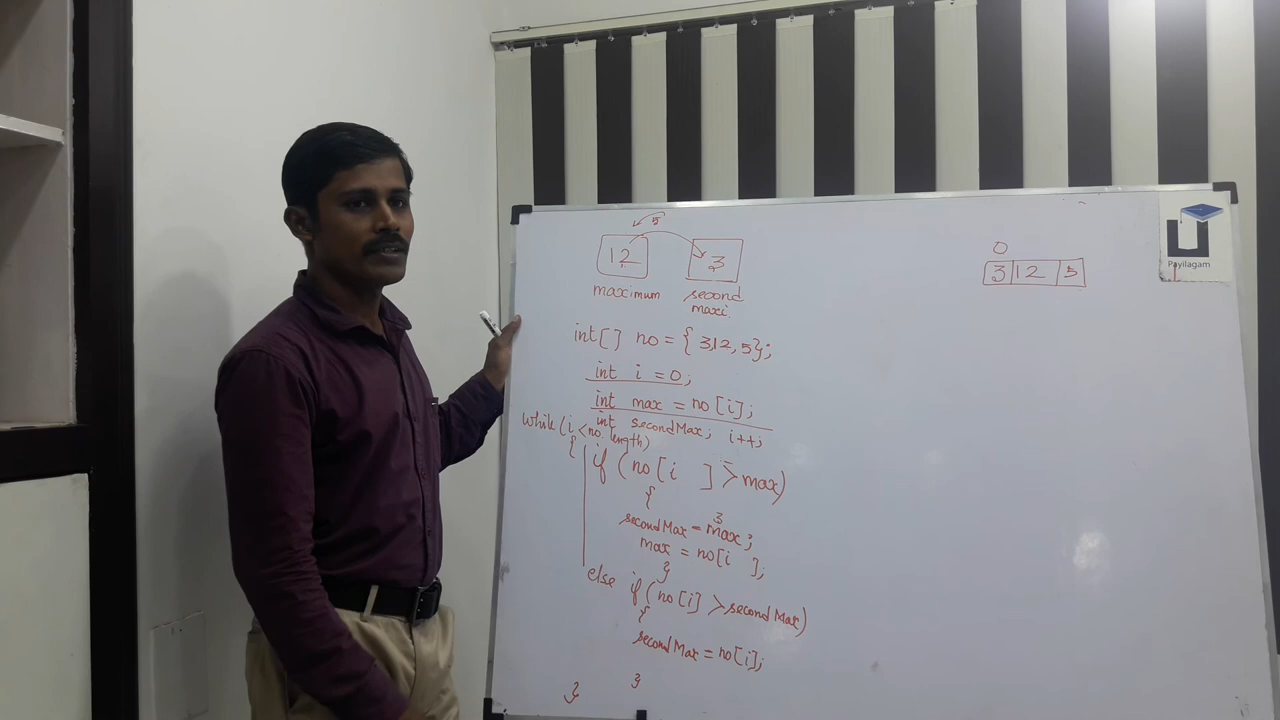 5
12 3
maximum second
maxi.
int[] no = { 3,12, 5};
int i = 0;
int max = no[i];
int secondMax; i++;
while(i < no. length)
{
if (no[i ] > max)
{
3
secondMax = max;
max = no[i ];
}
else if (no[i] > secondMax)
{
secondMax = no[i];
}
}
0
3 12 5
Payilagam